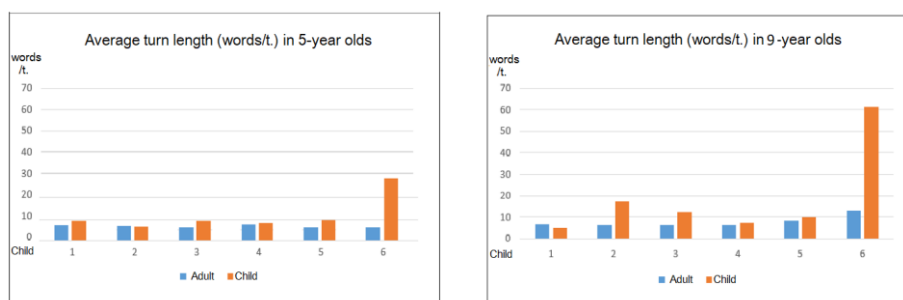 Average turn length (words/t.) in 5-year olds
words
/t.
70
60
50
40
30
20
10
0
Child 1 2 3 4 5 6
Adult Child
Average turn length (words/t.) in 9-year olds
words
/t.
70
60
50
40
30
20
10
0
Child 1 2 3 4 5 6
Adult Child